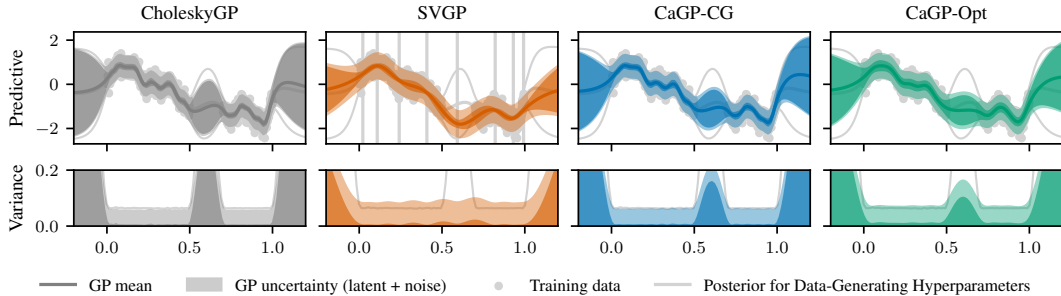 CholeskyGP SVGP CaGP-CG CaGP-Opt
Predictive
2
0
−2
Variance
0.2
0.0
0.0 0.5 1.0 0.0 0.5 1.0 0.0 0.5 1.0 0.0 0.5 1.0
GP mean GP uncertainty (latent + noise) Training data Posterior for Data-Generating Hyperparameters